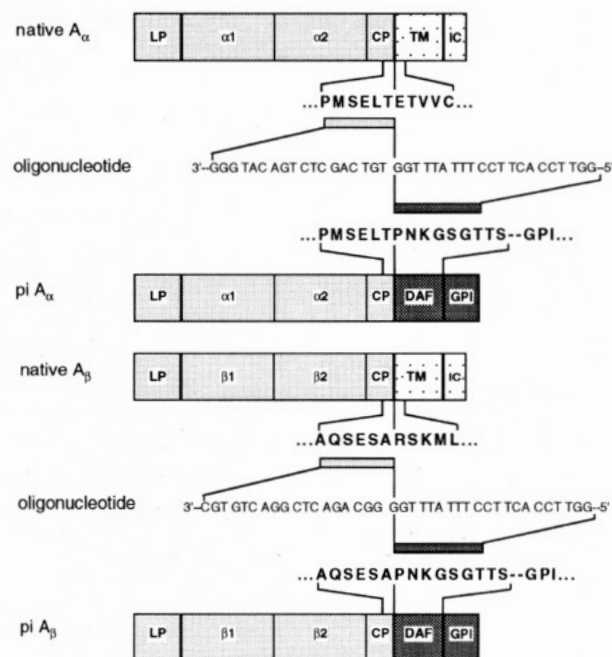 native Aα
LP α1 α2 CP TM IC
...PMSELTETVVC...
oligonucleotide 3'–GGG TAC AGT CTC GAC TGT GGT TTA TTT CCT TCA CCT TGG–5'
...PMSELTPNKGSGTTS--GPI...
pi Aα
LP α1 α2 CP DAF GPI
native Aβ
LP β1 β2 CP TM IC
...AQSESARSKML...
oligonucleotide 3'–CGT GTC AGG CTC AGA CGG GGT TTA TTT CCT TCA CCT TGG–5'
...AQSESAPNKGSGTTS--GPI...
pi Aβ
LP β1 β2 CP DAF GPI